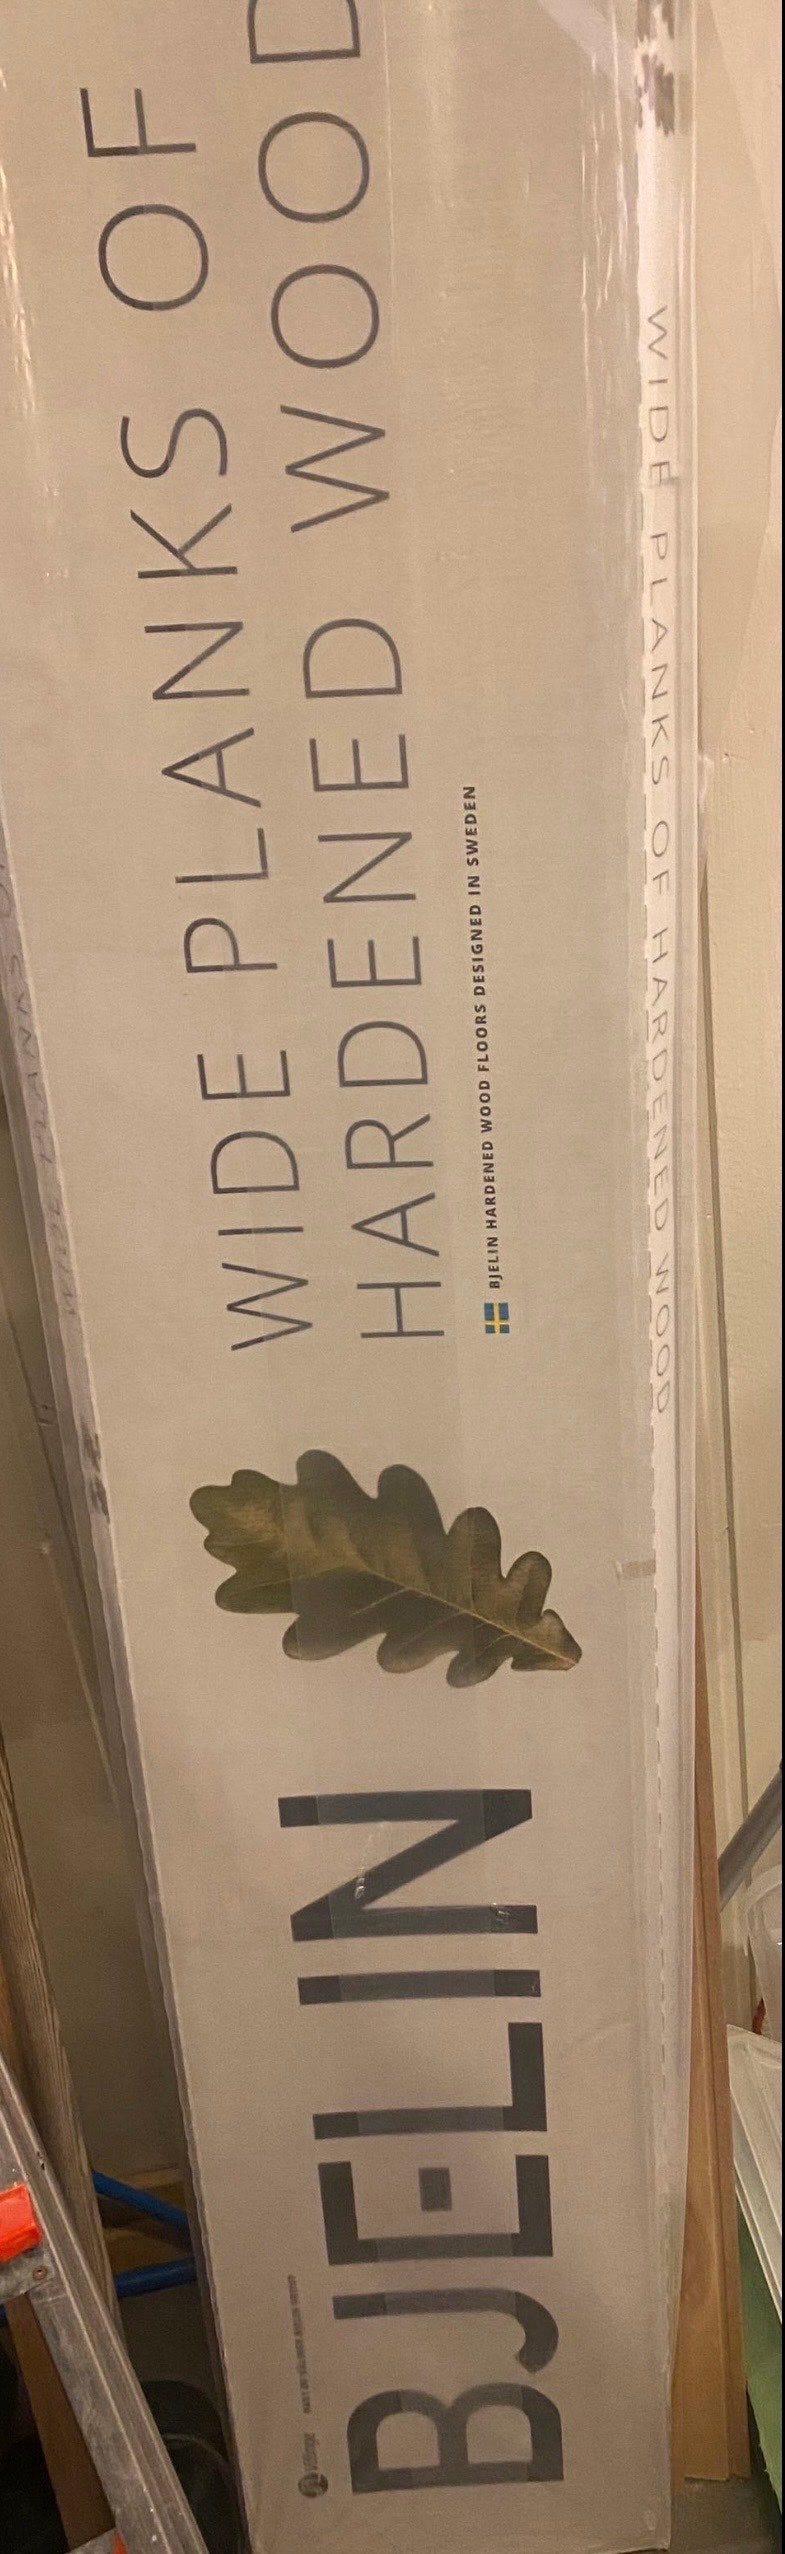 BJELIN
WIDE PLANKS OF
HARDENED WOOD
BJELIN HARDENED WOOD FLOORS DESIGNED IN SWEDEN
WIDE PLANKS OF HARDENED WOOD